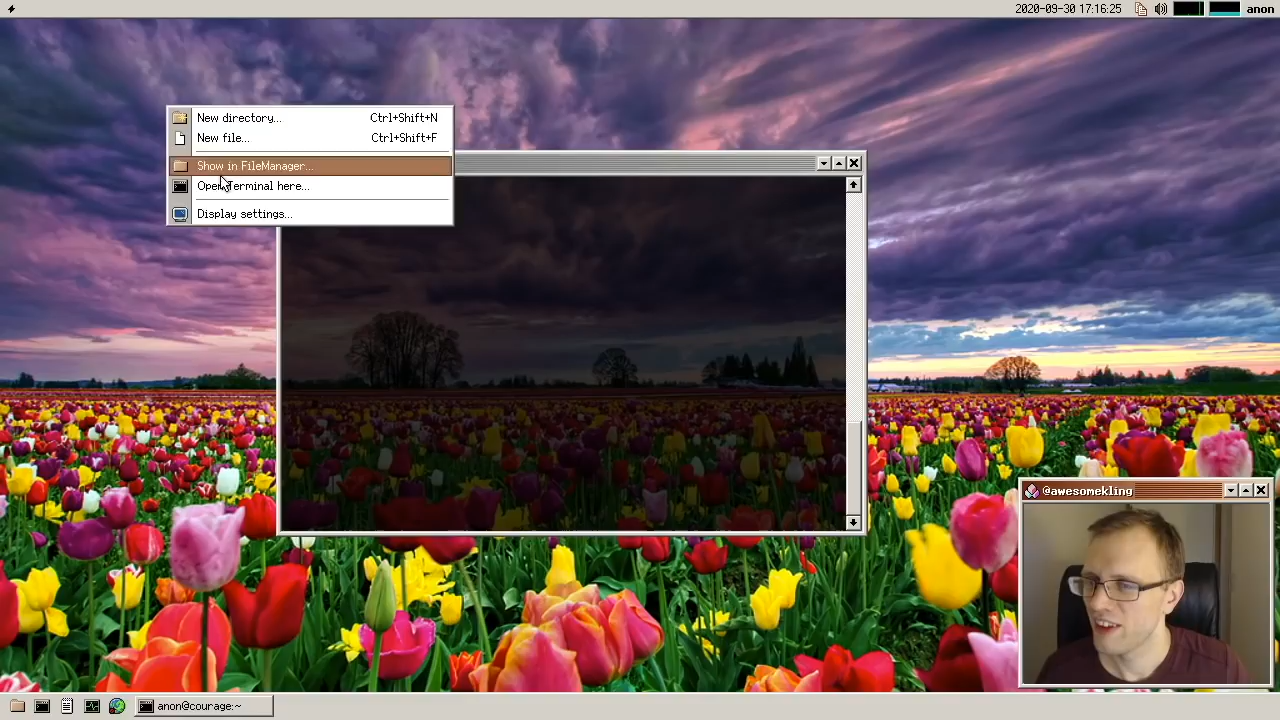 2020-09-30 17:16:25
anon
New directory... Ctrl+Shift+N
New file... Ctrl+Shift+F
Show in FileManager...
Open Terminal here...
Display settings...
@awesomekling
anon@courage:~